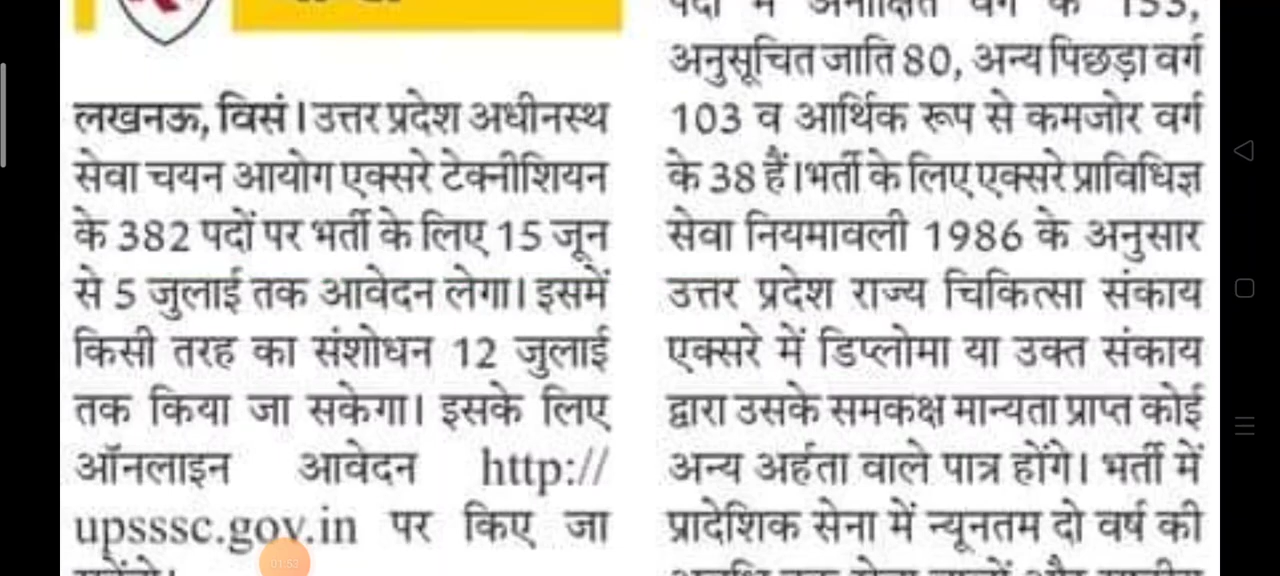 लखनऊ, विसं। उत्तर प्रदेश अधीनस्थ
सेवा चयन आयोग एक्सरे टेक्नीशियन
के 382 पदों पर भर्ती के लिए 15 जून
से 5 जुलाई तक आवेदन लेगा। इसमें
किसी तरह का संशोधन 12 जुलाई
तक किया जा सकेगा। इसके लिए
ऑनलाइन आवेदन http://
upsssc.gov.in पर किए जा
01:53
153,
अनुसूचित जाति 80, अन्य पिछड़ा वर्ग
103 व आर्थिक रूप से कमजोर वर्ग
के 38 हैं।भर्ती के लिए एक्सरे प्राविधिज्ञ
सेवा नियमावली 1986 के अनुसार
उत्तर प्रदेश राज्य चिकित्सा संकाय
एक्सरे में डिप्लोमा या उक्त संकाय
द्वारा उसके समकक्ष मान्यता प्राप्त कोई
अन्य अर्हता वाले पात्र होंगे। भर्ती में
प्रादेशिक सेना में न्यूनतम दो वर्ष की